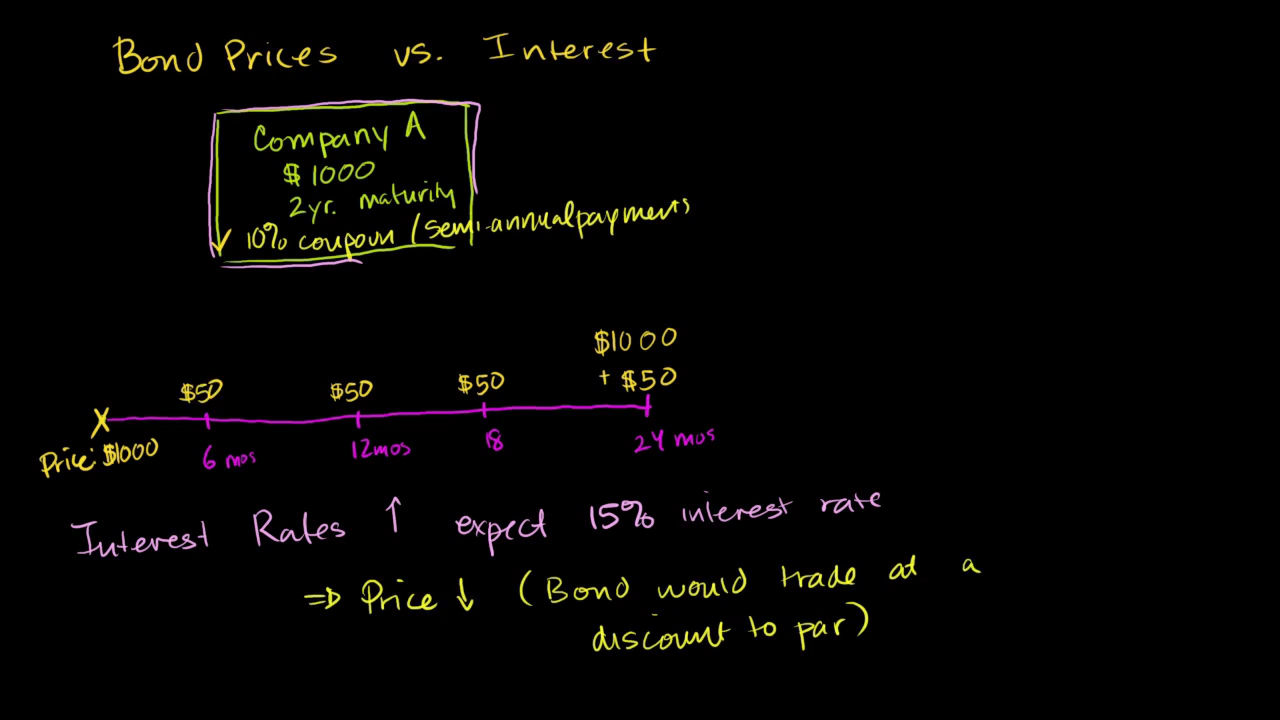 Bond Prices vs. Interest
Company A
$1000
2yr. maturity
10% coupon (semi-annual payments
$1000
$50 $50 $50 + $50
Price: $1000 6 mos 12mos 18 24 mos
Interest Rates ↑ expect 15% interest rate
⇒ Price ↓ (Bond would trade at a
discount to par)